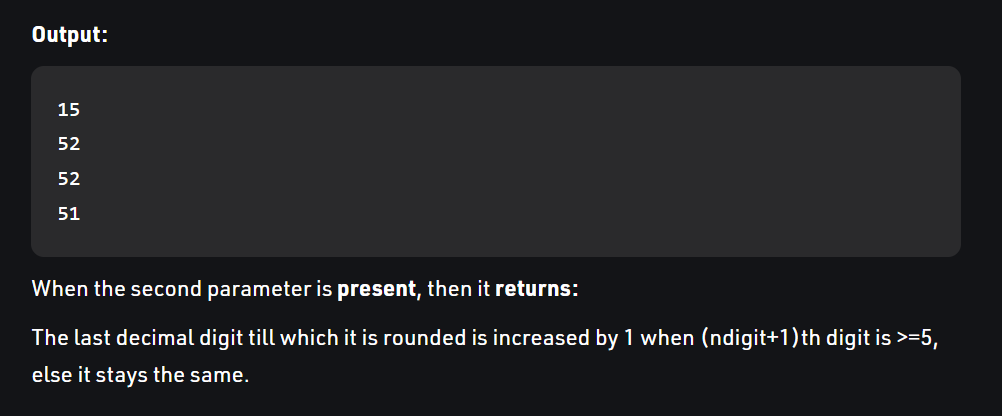 Output:
15
52
52
51
When the second parameter is present, then it returns:
The last decimal digit till which it is rounded is increased by 1 when (ndigit+1)th digit is >=5,
else it stays the same.